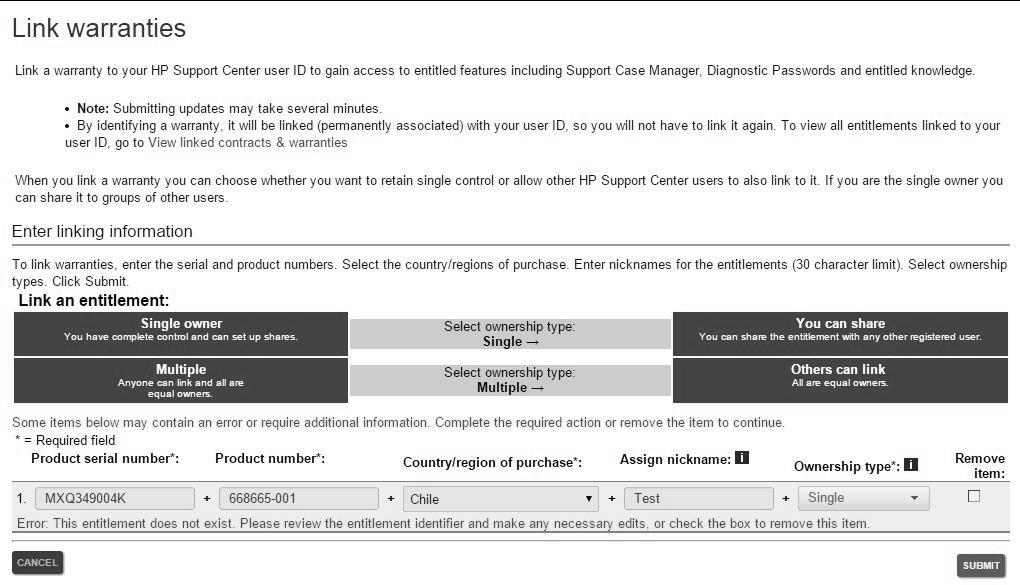 Link warranties
Link a warranty to your HP Support Center user ID to gain access to entitled features including Support Case Manager, Diagnostic Passwords and entitled knowledge.
• Note: Submitting updates may take several minutes.
• By identifying a warranty, it will be linked (permanently associated) with your user ID, so you will not have to link it again. To view all entitlements linked to your
user ID, go to View linked contracts & warranties
When you link a warranty you can choose whether you want to retain single control or allow other HP Support Center users to also link to it. If you are the single owner you
can share it to groups of other users.
Enter linking information
To link warranties, enter the serial and product numbers. Select the country/regions of purchase. Enter nicknames for the entitlements (30 character limit). Select ownership
types. Click Submit.
Link an entitlement:
Single owner
You have complete control and can set up shares.
Select ownership type:
Single →
You can share
You can share the entitlement with any other registered user.
Multiple
Anyone can link and all are
equal owners.
Select ownership type:
Multiple →
Others can link
All are equal owners.
Some items below may contain an error or require additional information. Complete the required action or remove the item to continue.
* = Required field
Product serial number*: Product number*: Country/region of purchase*: Assign nickname: i Ownership type*: i Remove
item:
1. MXQ349004K + 668665-001 + Chile + Test + Single
Error: This entitlement does not exist. Please review the entitlement identifier and make any necessary edits, or check the box to remove this item.
CANCEL SUBMIT